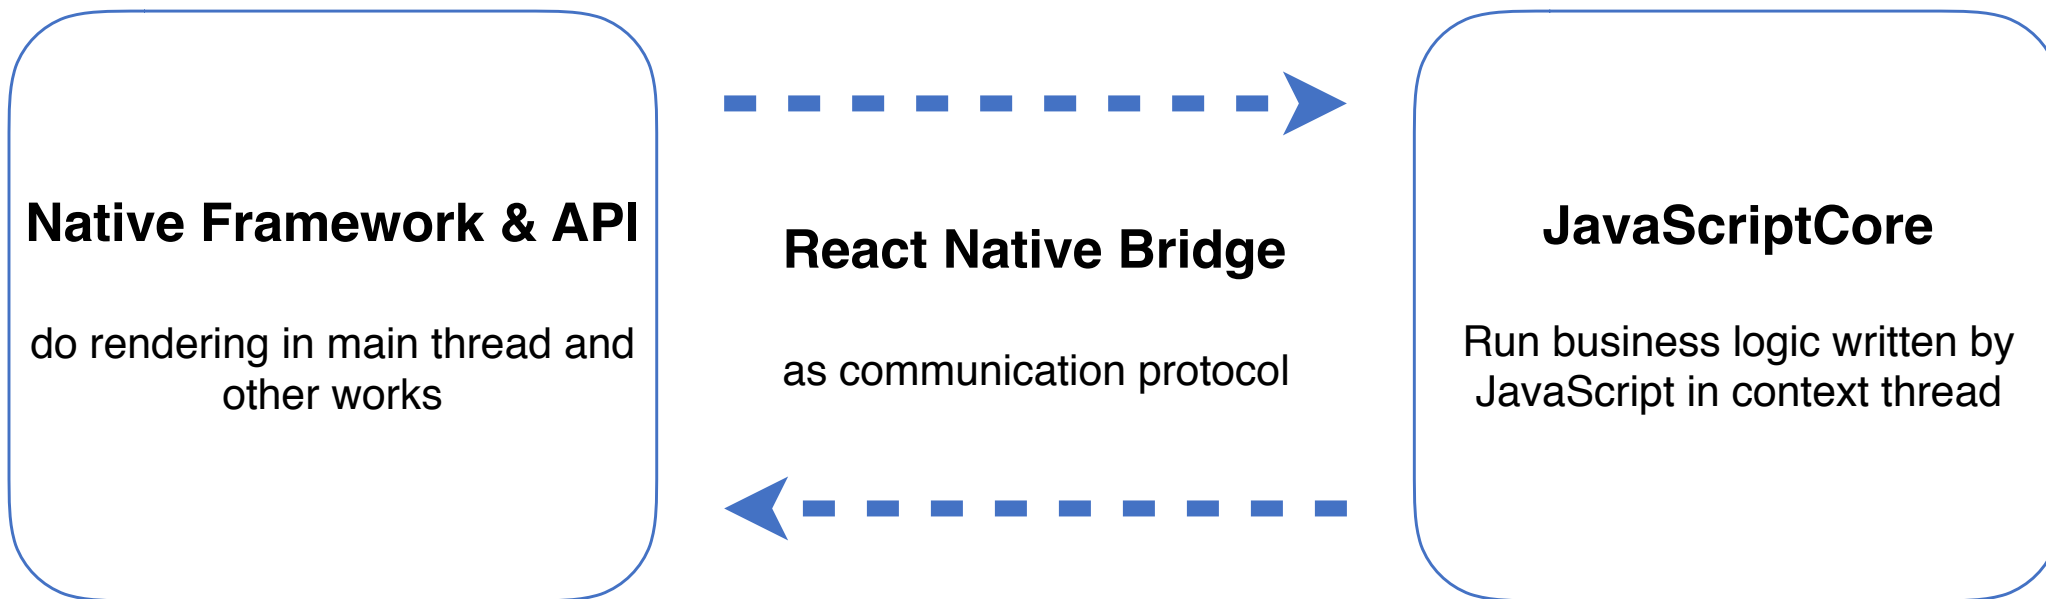 Native Framework & API
do rendering in main thread and
other works
React Native Bridge
as communication protocol
JavaScriptCore
Run business logic written by
JavaScript in context thread